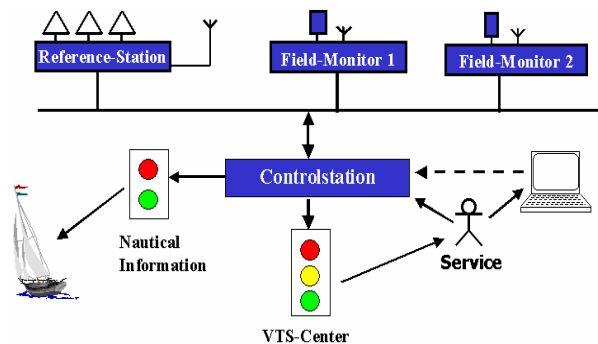 Reference-Station
Field-Monitor 1
Field-Monitor 2
Controlstation
Nautical
Information
Service
VTS-Center